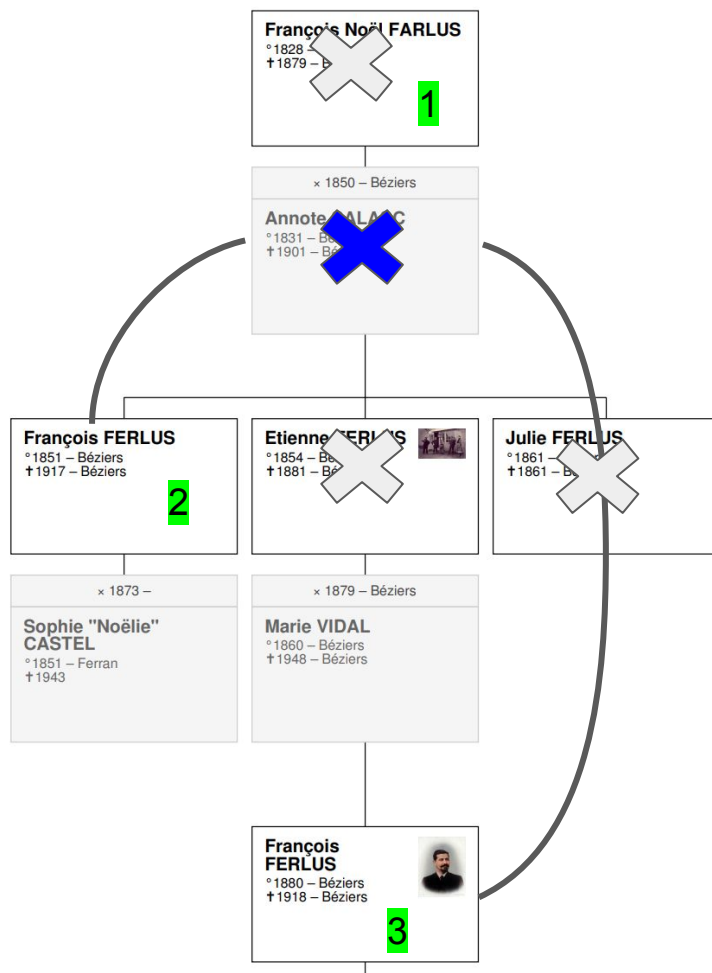 François Noël FARLUS
°1828 –
✝1879 –
1
× 1850 – Béziers
Annote
°1831 –
✝1901 –
François FERLUS
°1851 – Béziers
✝1917 – Béziers
2
Etienne FERLUS
°1854 –
✝1881 –
Julie FERLUS
°1861 –
✝1861 –
× 1873 –
Sophie "Noëlie"
CASTEL
°1851 – Ferran
✝1943
× 1879 – Béziers
Marie VIDAL
°1860 – Béziers
✝1948 – Béziers
François
FERLUS
°1880 – Béziers
✝1918 – Béziers
3